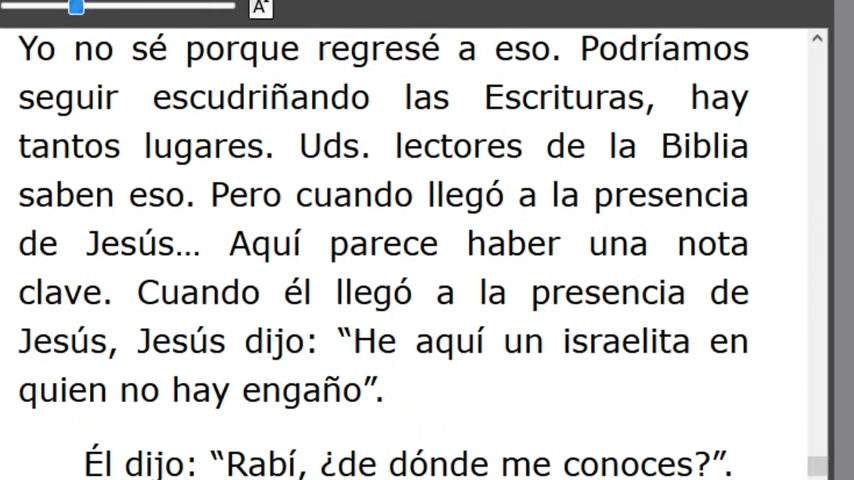 A
Yo no sé porque regresé a eso. Podríamos
seguir escudriñando las Escrituras, hay
tantos lugares. Uds. lectores de la Biblia
saben eso. Pero cuando llegó a la presencia
de Jesús… Aquí parece haber una nota
clave. Cuando él llegó a la presencia de
Jesús, Jesús dijo: “He aquí un israelita en
quien no hay engaño”.
Él dijo: “Rabí, ¿de dónde me conoces?”.